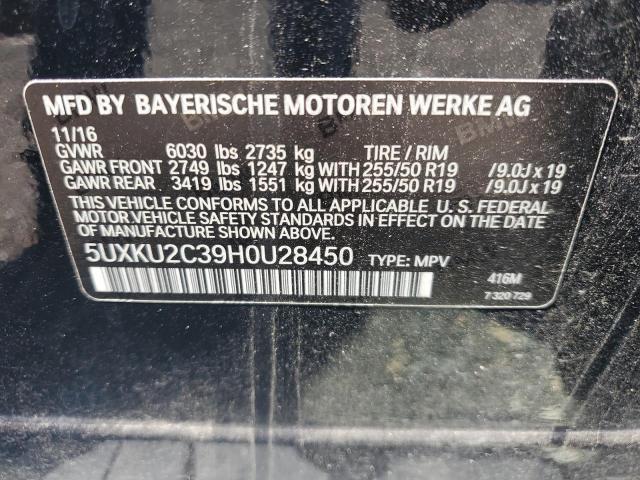 MFD BY BAYERISCHE MOTOREN WERKE AG
11/16
GVWR 6030 lbs 2735 kg TIRE / RIM
GAWR FRONT 2749 lbs 1247 kg WITH 255/50 R19 /9.0J x 19
GAWR REAR 3419 lbs 1551 kg WITH 255/50 R19 /9.0J x 19
THIS VEHICLE CONFORMS TO ALL APPLICABLE U. S. FEDERAL
MOTOR VEHICLE SAFETY STANDARDS IN EFFECT ON THE DATE
OF MANUFACTURE SHOWN ABOVE.
5UXKU2C39H0U28450 TYPE: MPV 416M
7 320 729